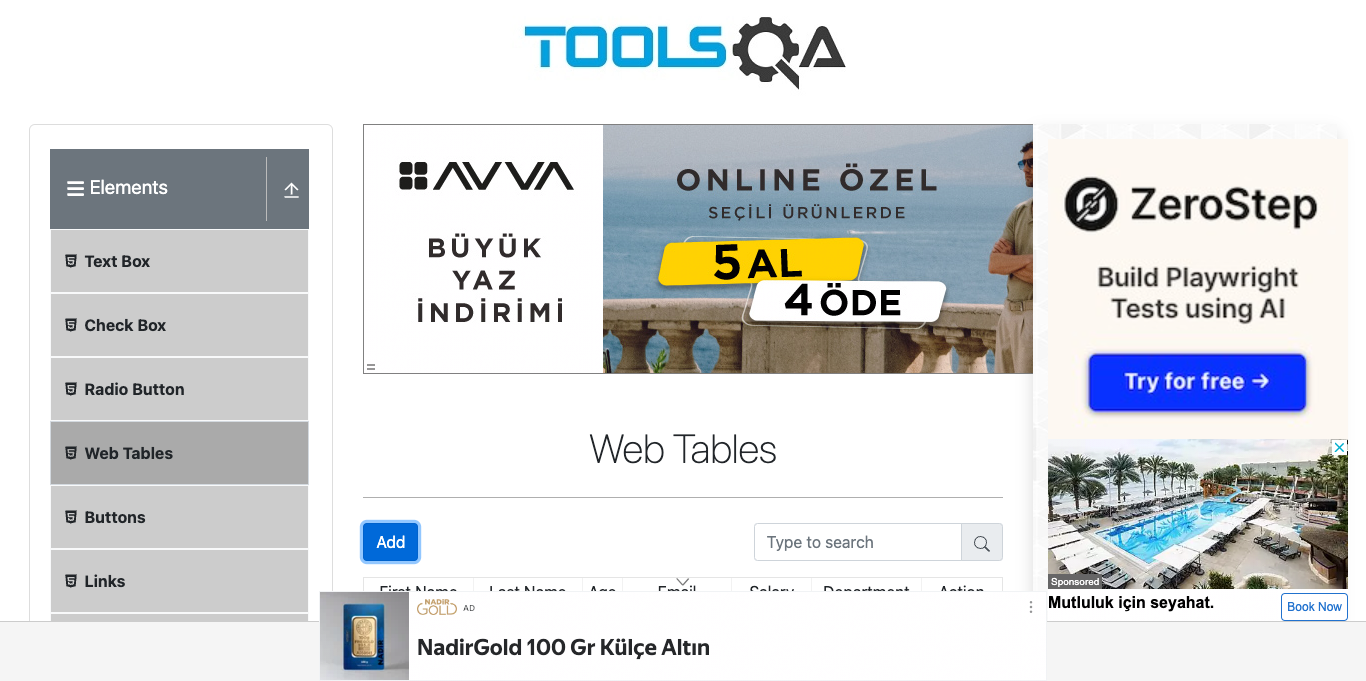 TOOLSQA
Elements
Text Box
Check Box
Radio Button
Web Tables
Buttons
Links
AVVA
BÜYÜK
YAZ
İNDİRİMİ
ONLINE ÖZEL
SEÇİLİ ÜRÜNLERDE
5 AL
4 ÖDE
ZeroStep
Build Playwright
Tests using AI
Try for free →
Sponsored
Mutluluk için seyahat.
Book Now
Web Tables
Add
Type to search
First Name Last Name Age Email Salary Department Action
NADIR
GOLD AD
NadirGold 100 Gr Külçe Altın